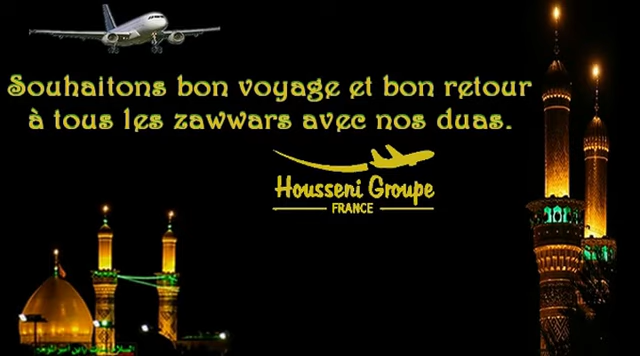 Souhaitons bon voyage et bon retour
à tous les zawwars avec nos duas.
Housseni Groupe
FRANCE